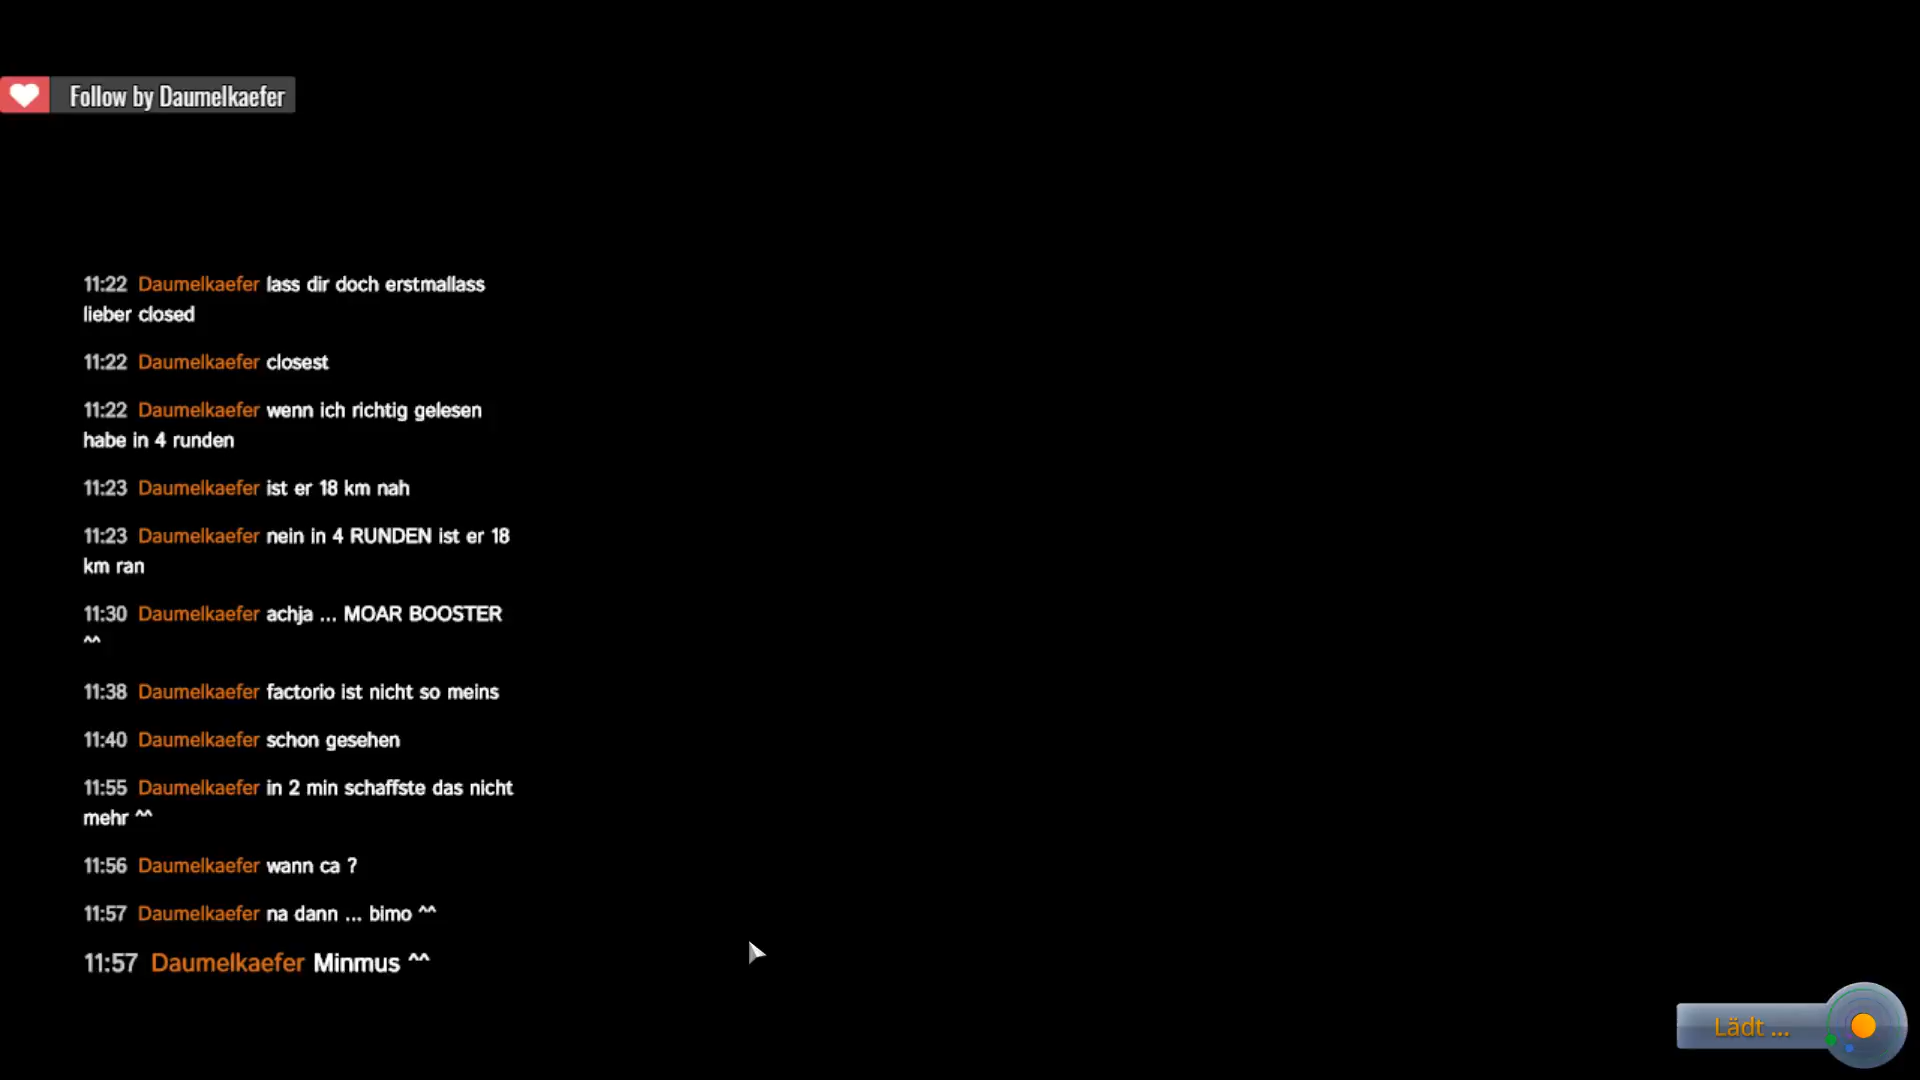 Follow by Daumelkaefer
11:22 Daumelkaefer lass dir doch erstmallass
lieber closed
11:22 Daumelkaefer closest
11:22 Daumelkaefer wenn ich richtig gelesen
habe in 4 runden
11:23 Daumelkaefer ist er 18 km nah
11:23 Daumelkaefer nein in 4 RUNDEN ist er 18
km ran
11:30 Daumelkaefer achja ... MOAR BOOSTER
^^
11:38 Daumelkaefer factorio ist nicht so meins
11:40 Daumelkaefer schon gesehen
11:55 Daumelkaefer in 2 min schaffste das nicht
mehr ^^
11:56 Daumelkaefer wann ca ?
11:57 Daumelkaefer na dann ... bimo ^^
11:57 Daumelkaefer Minmus ^^
Lädt ...